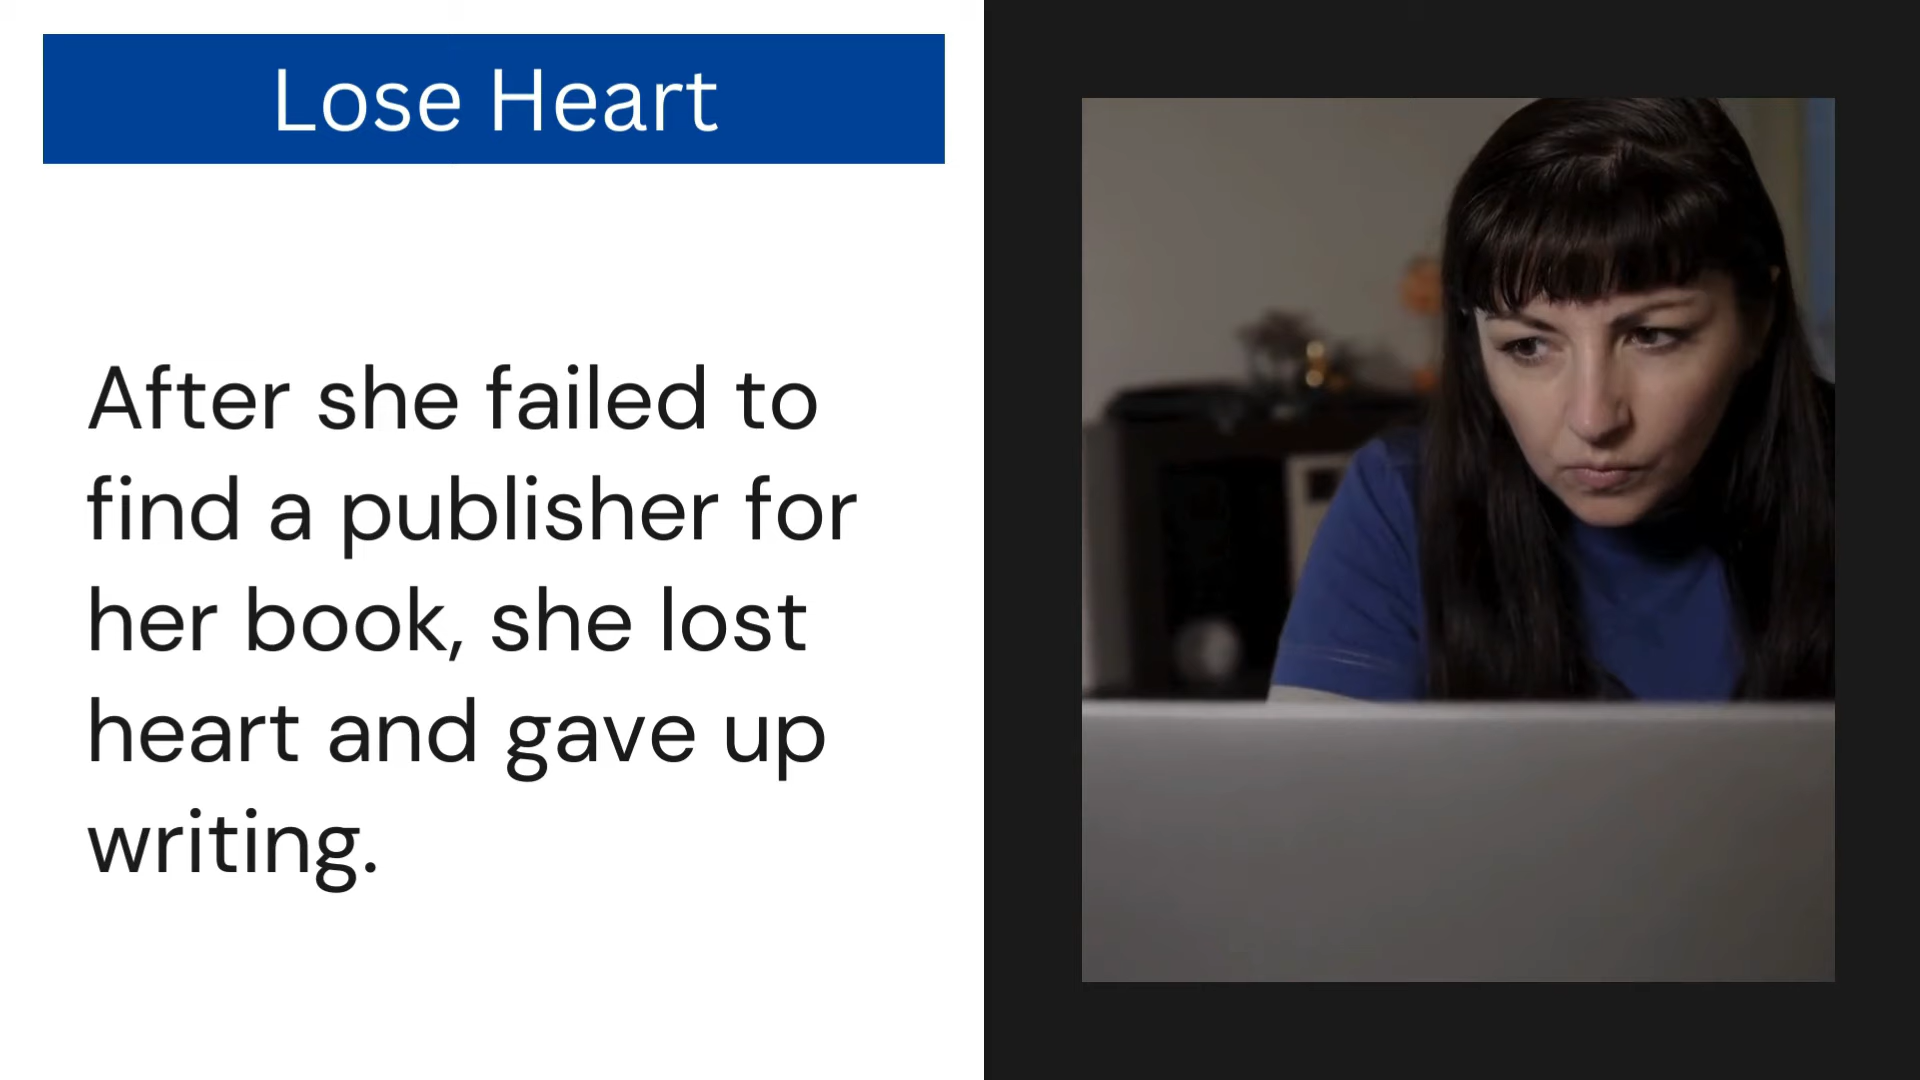 Lose Heart
After she failed to
find a publisher for
her book, she lost
heart and gave up
writing.